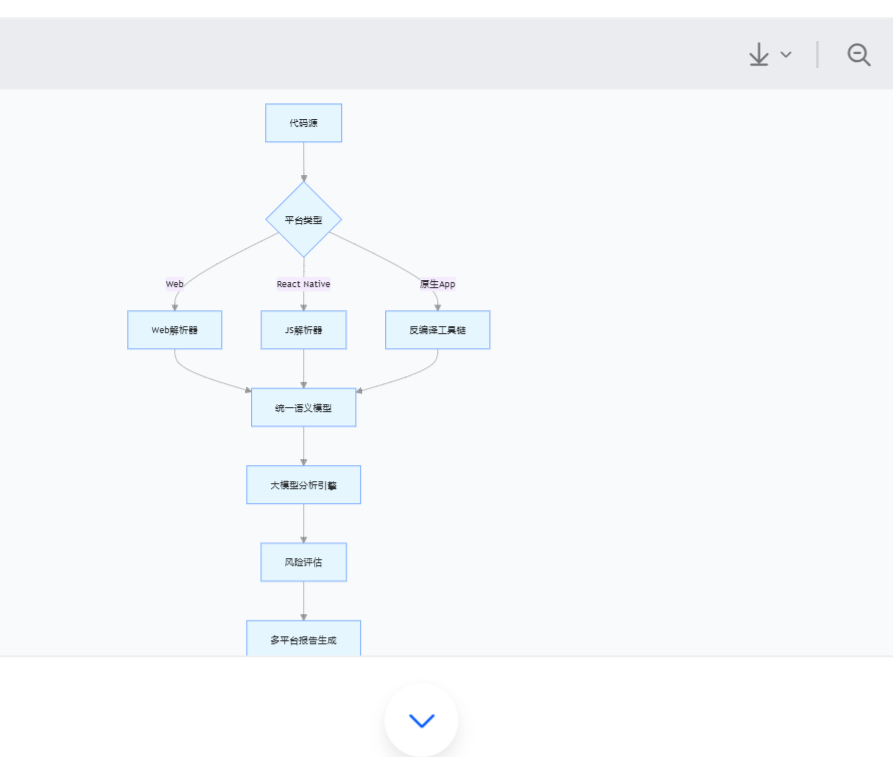 代码源
平台类型
Web
React Native
原生App
Web解析器
JS解析器
反编译工具链
统一语义模型
大模型分析引擎
风险评估
多平台报告生成